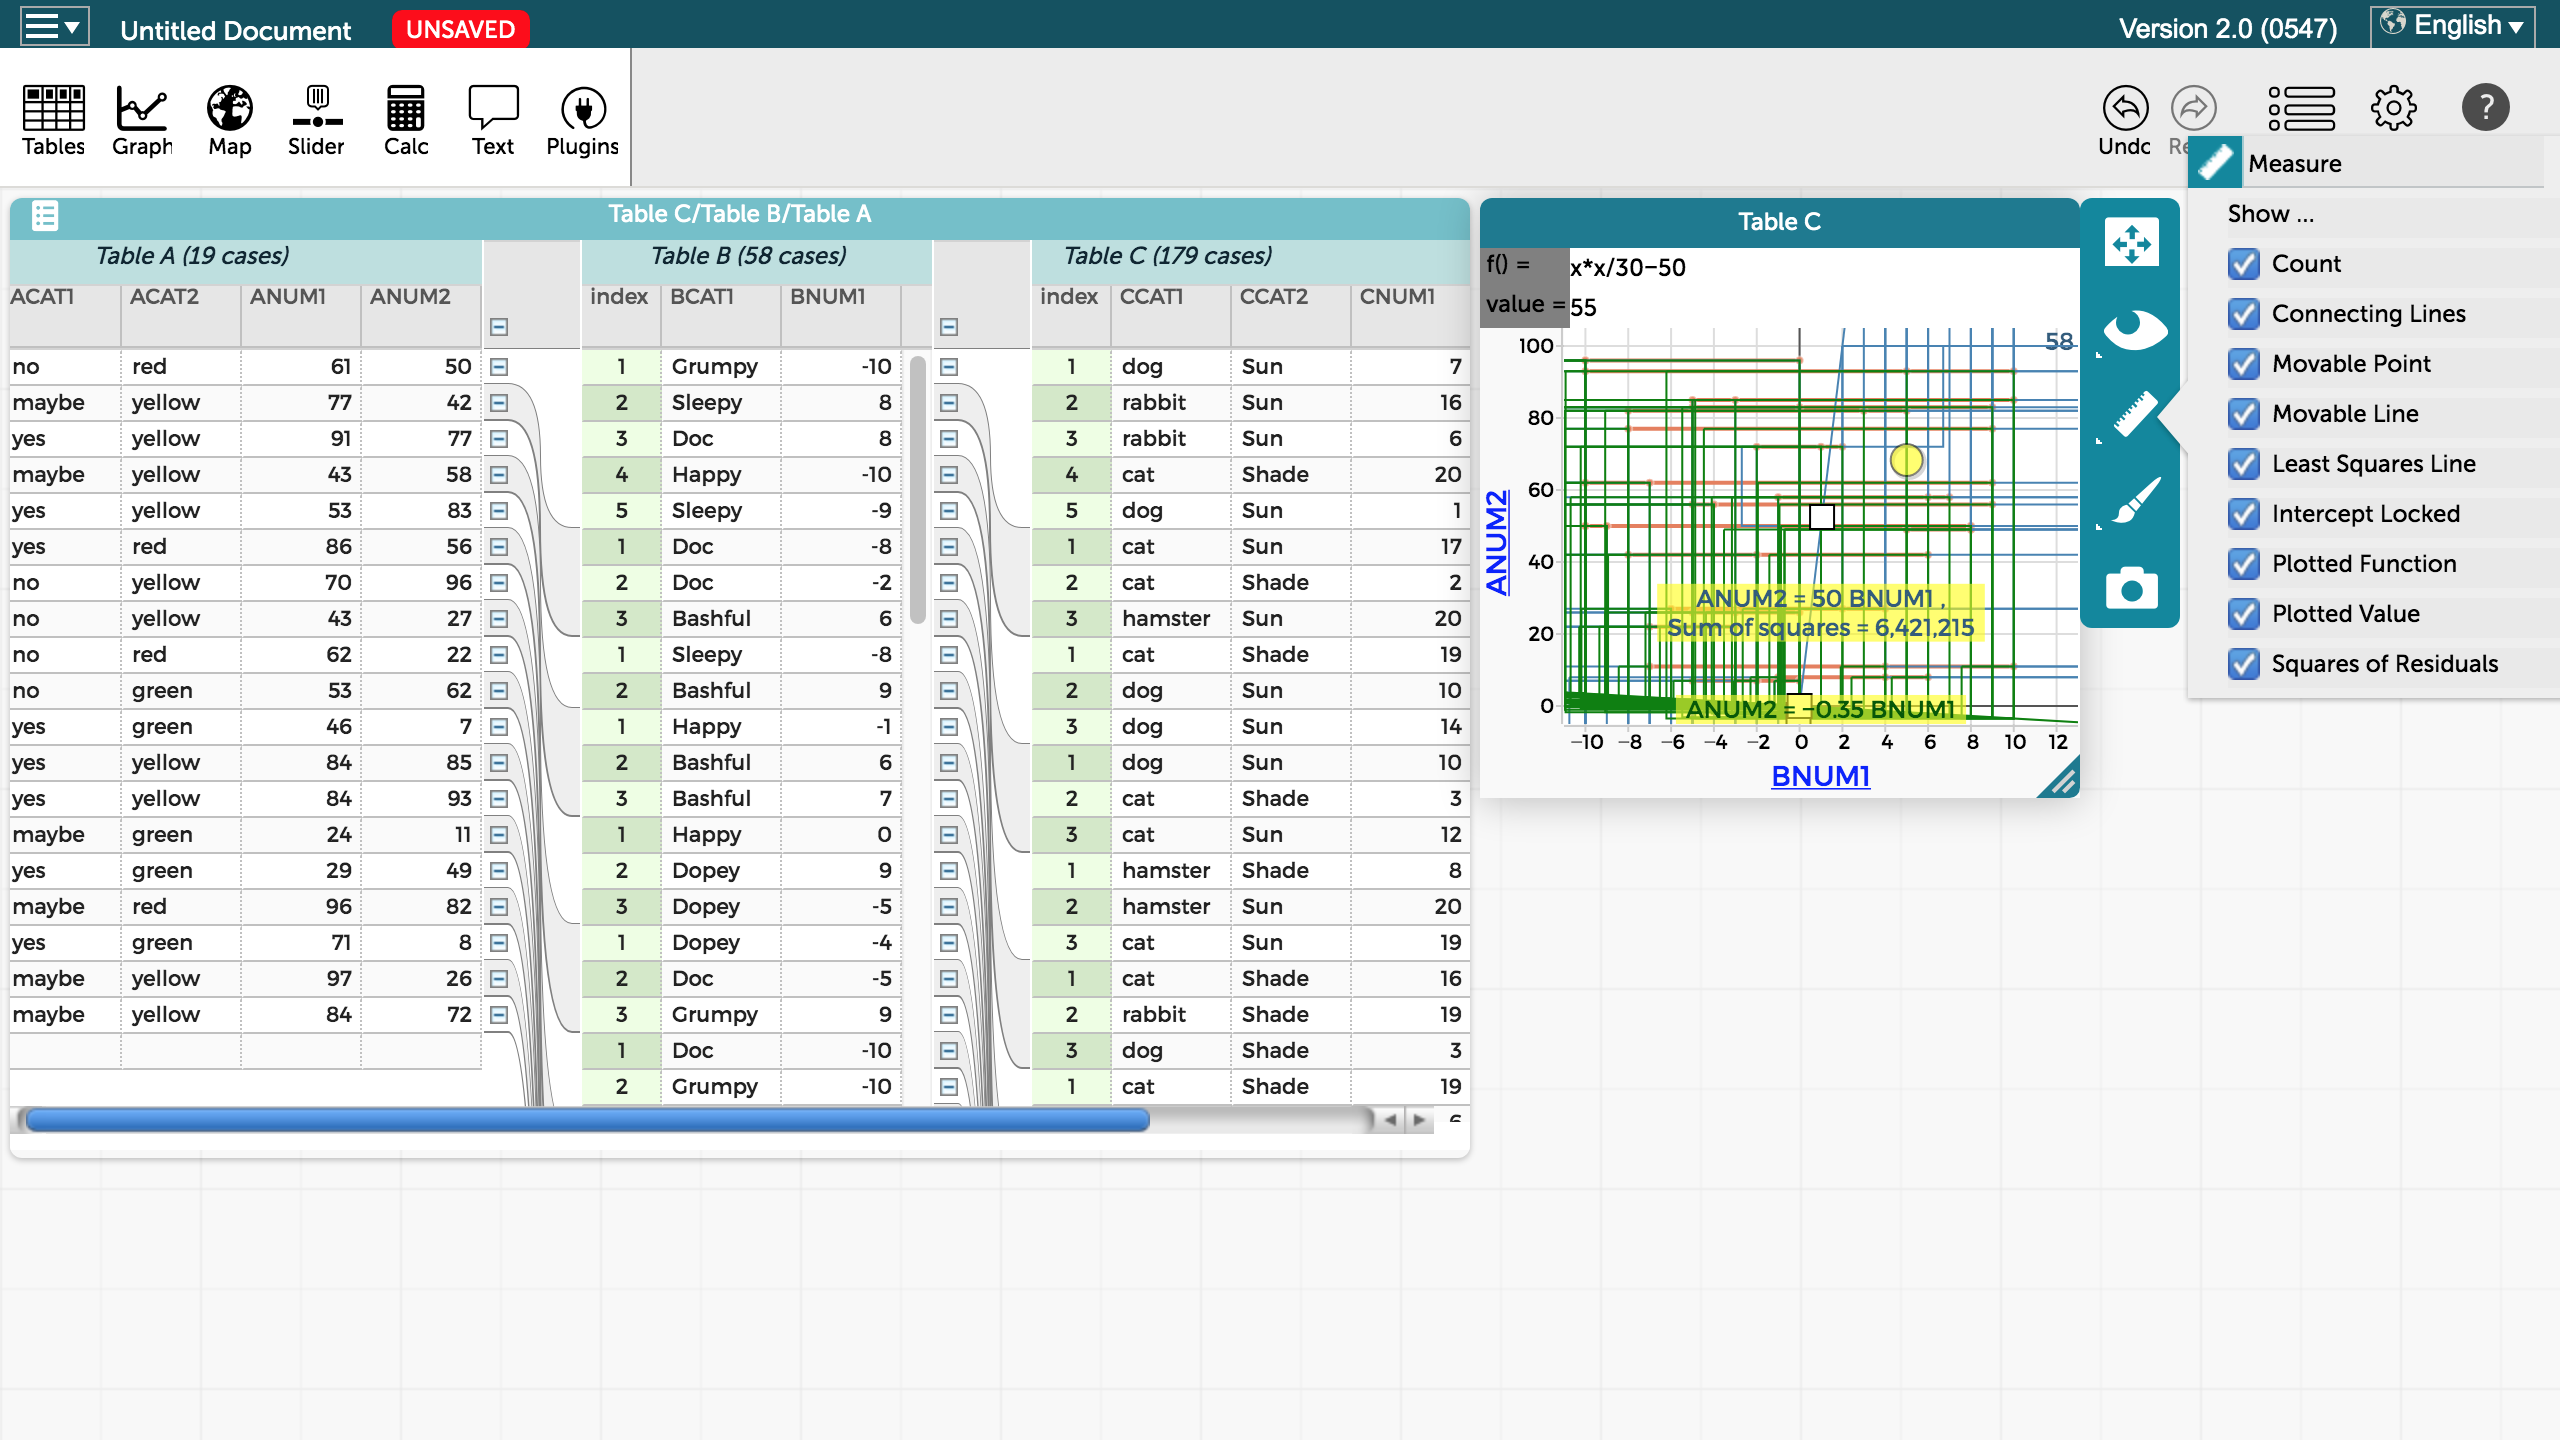 Untitled Document UNSAVED Version 2.0 (0547) English
Tables Graph Map Slider Calc Text Plugins Undo
Measure
Show ...
Count
Connecting Lines
Movable Point
Movable Line
Least Squares Line
Intercept Locked
Plotted Function
Plotted Value
Squares of Residuals
Table C/Table B/Table A
Table A (19 cases) Table B (58 cases) Table C (179 cases)
ACAT1 ACAT2 ANUM1 ANUM2 index BCAT1 BNUM1 index CCAT1 CCAT2 CNUM1
no red 61 50 1 Grumpy -10 1 dog Sun 7
maybe yellow 77 42 2 Sleepy 8 2 rabbit Sun 16
yes yellow 91 77 3 Doc 8 3 rabbit Sun 6
maybe yellow 43 58 4 Happy -10 4 cat Shade 20
yes yellow 53 83 5 Sleepy -9 5 dog Sun 1
yes red 86 56 1 Doc -8 1 cat Sun 17
no yellow 70 96 2 Doc -2 2 cat Shade 2
no yellow 43 27 3 Bashful 6 3 hamster Sun 20
no red 62 22 1 Sleepy -8 1 cat Shade 19
no green 53 62 2 Bashful 9 2 dog Sun 10
yes green 46 7 1 Happy -1 3 dog Sun 14
yes yellow 84 85 2 Bashful 6 1 dog Sun 10
yes yellow 84 93 3 Bashful 7 2 cat Shade 3
maybe green 24 11 1 Happy 0 3 cat Sun 12
yes green 29 49 2 Dopey 9 1 hamster Shade 8
maybe red 96 82 3 Dopey -5 2 hamster Sun 20
yes green 71 8 1 Dopey -4 3 cat Sun 19
maybe yellow 97 26 2 Doc -5 1 cat Shade 16
maybe yellow 84 72 3 Grumpy 9 2 rabbit Shade 19
1 Doc -10 3 dog Shade 3
2 Grumpy -10 1 cat Shade 19
Table C
f() = x*x/30−50
value = 55
58
100
80
60
40
20
0
ANUM2
ANUM2 = 50 BNUM1 ,
Sum of squares = 6,421,215
ANUM2 = −0.35 BNUM1
−10 −8 −6 −4 −2 0 2 4 6 8 10 12
BNUM1